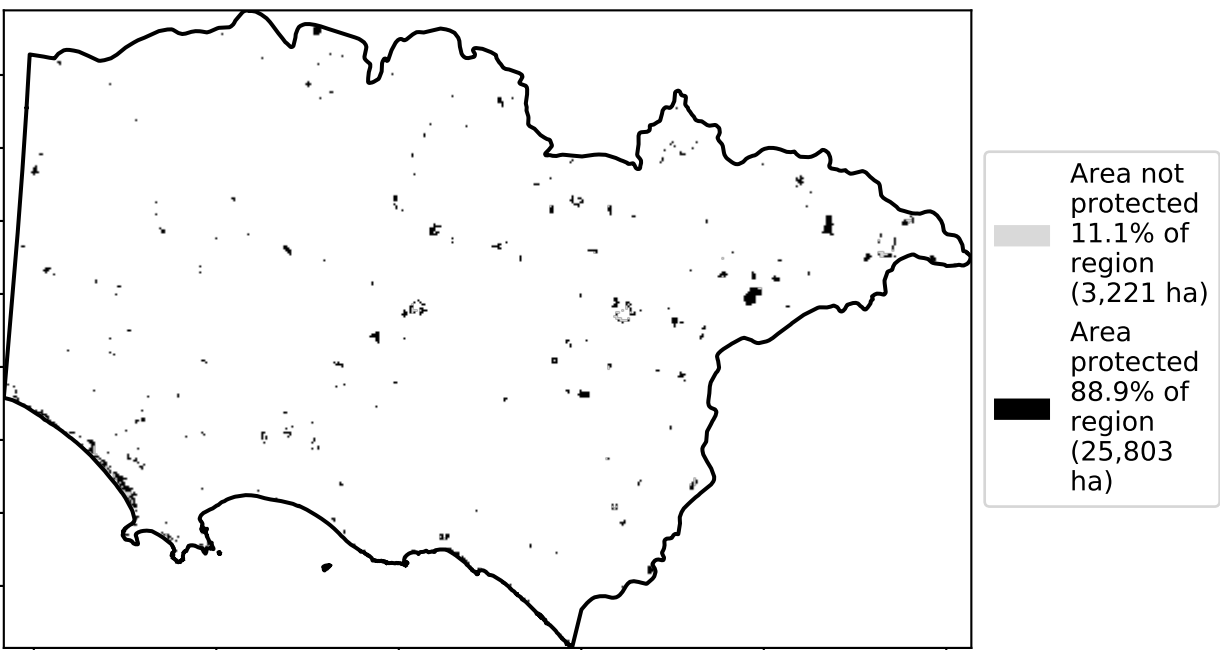 Area not
protected
11.1% of
region
(3,221 ha)
Area
protected
88.9% of
region
(25,803
ha)